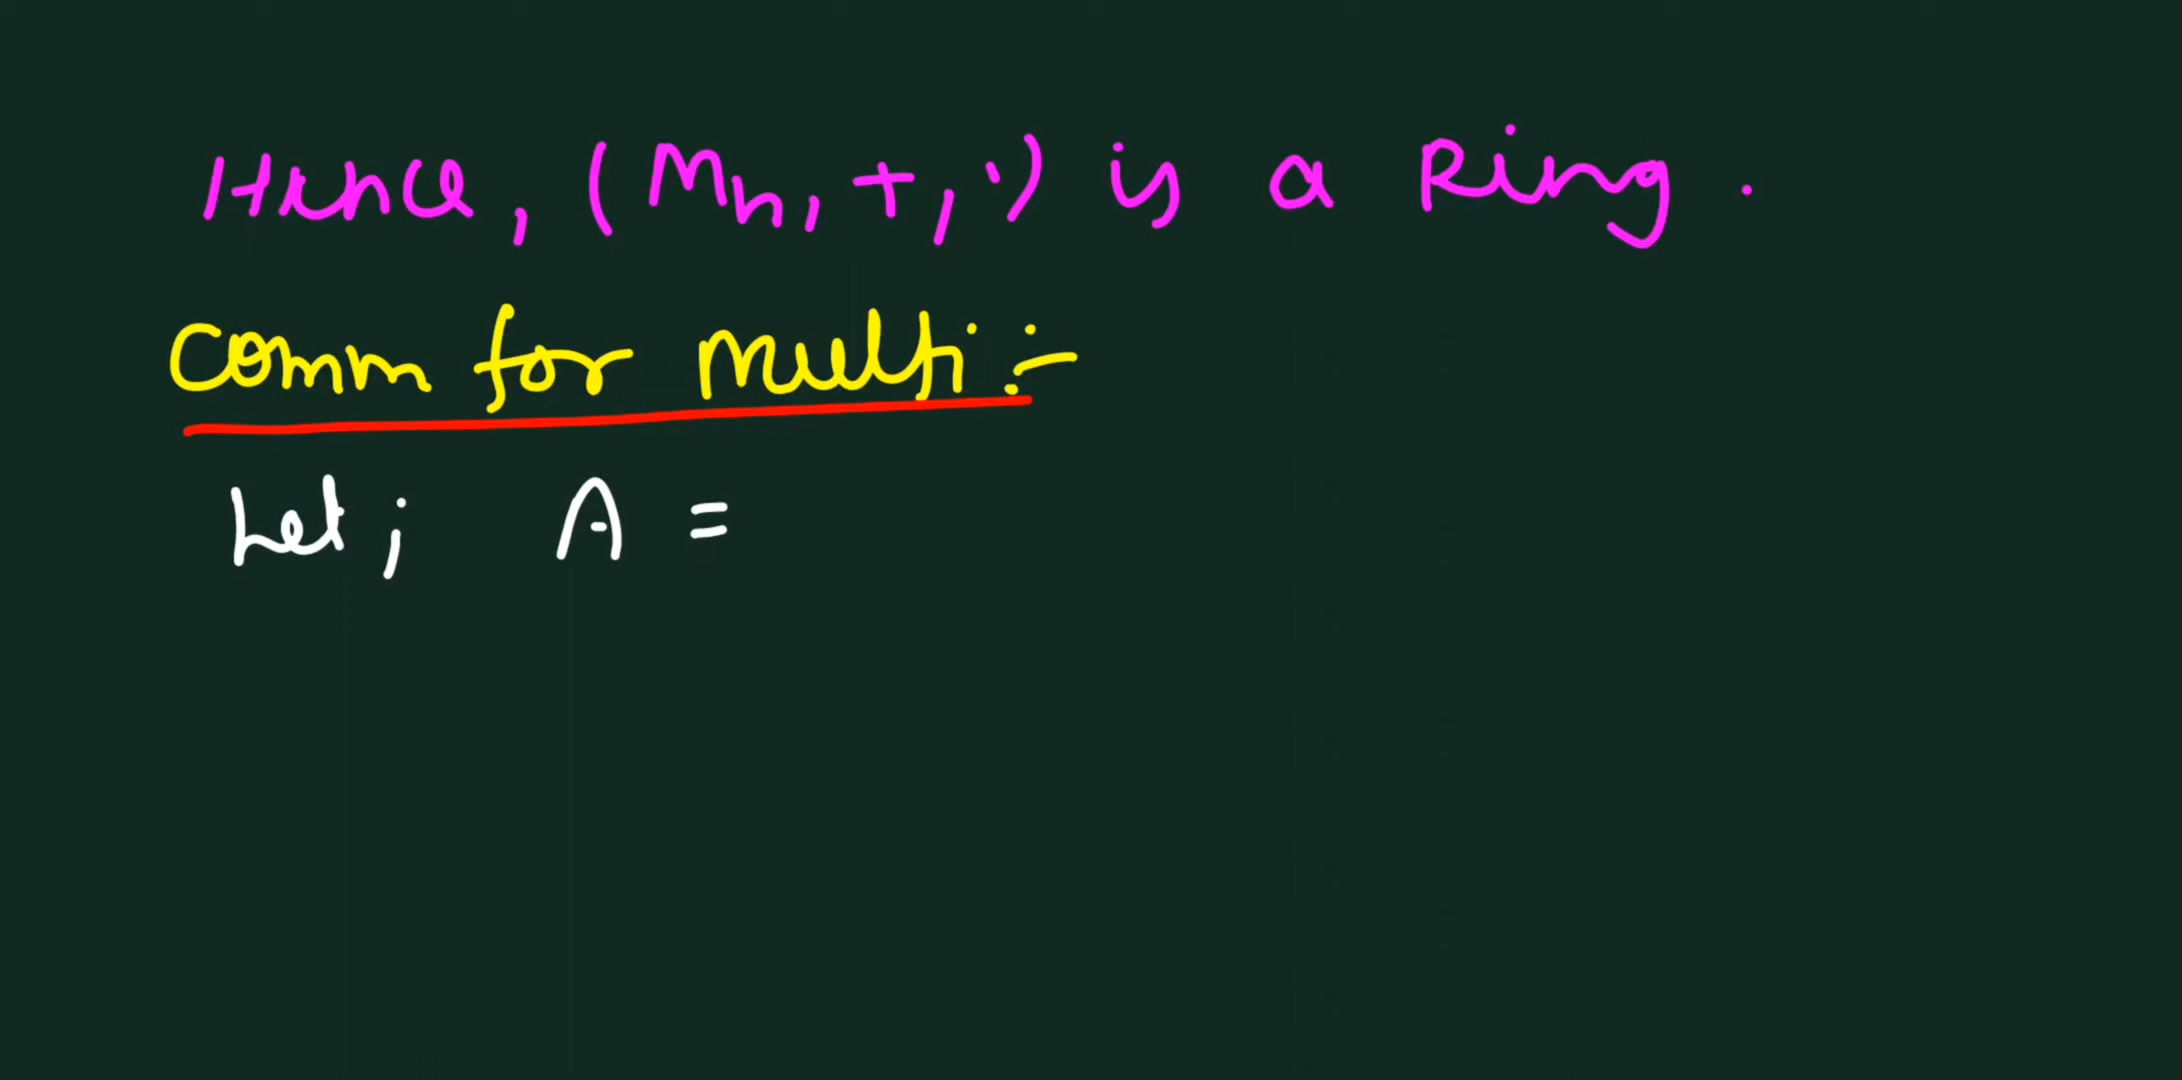 Hence, (Mn, +, ·) is a Ring.
Comm for multi :-
Let; A =